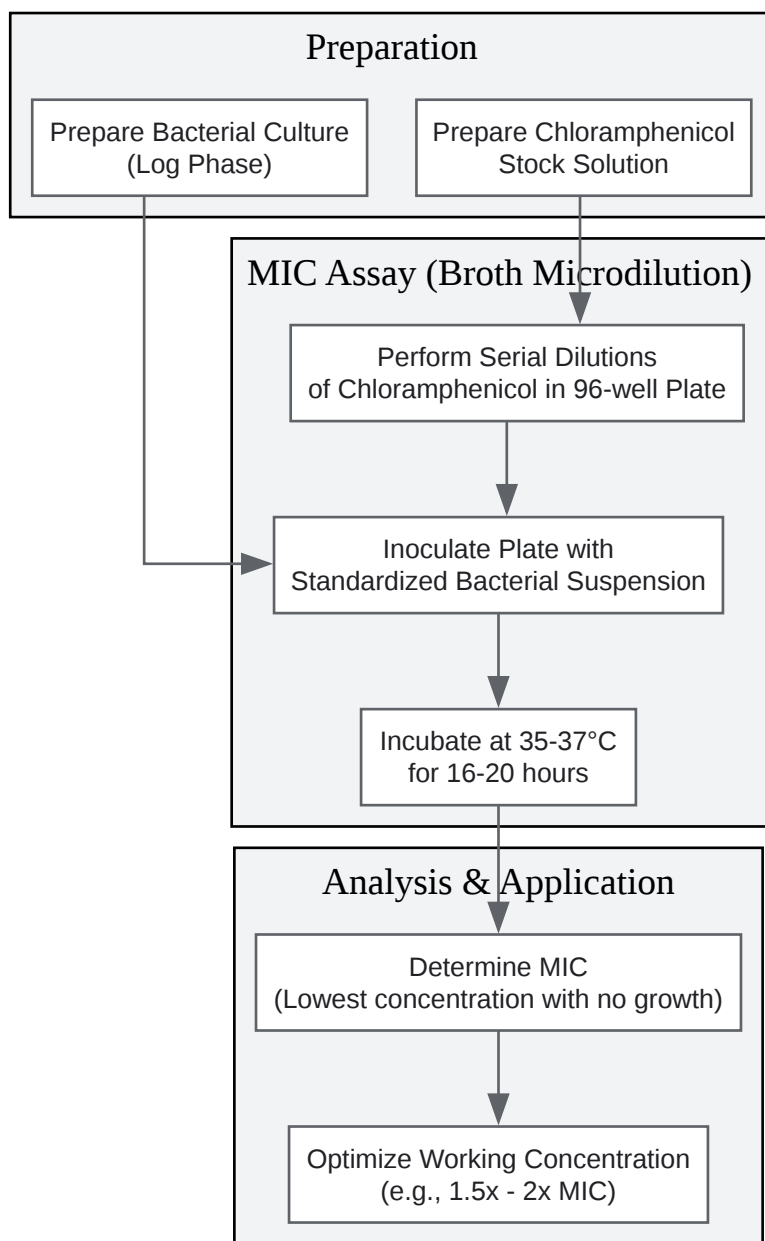 Preparation
Prepare Bacterial Culture
(Log Phase)
Prepare Chloramphenicol
Stock Solution
MIC Assay (Broth Microdilution)
Perform Serial Dilutions
of Chloramphenicol in 96-well Plate
Inoculate Plate with
Standardized Bacterial Suspension
Incubate at 35-37°C
for 16-20 hours
Analysis & Application
Determine MIC
(Lowest concentration with no growth)
Optimize Working Concentration
(e.g., 1.5x - 2x MIC)